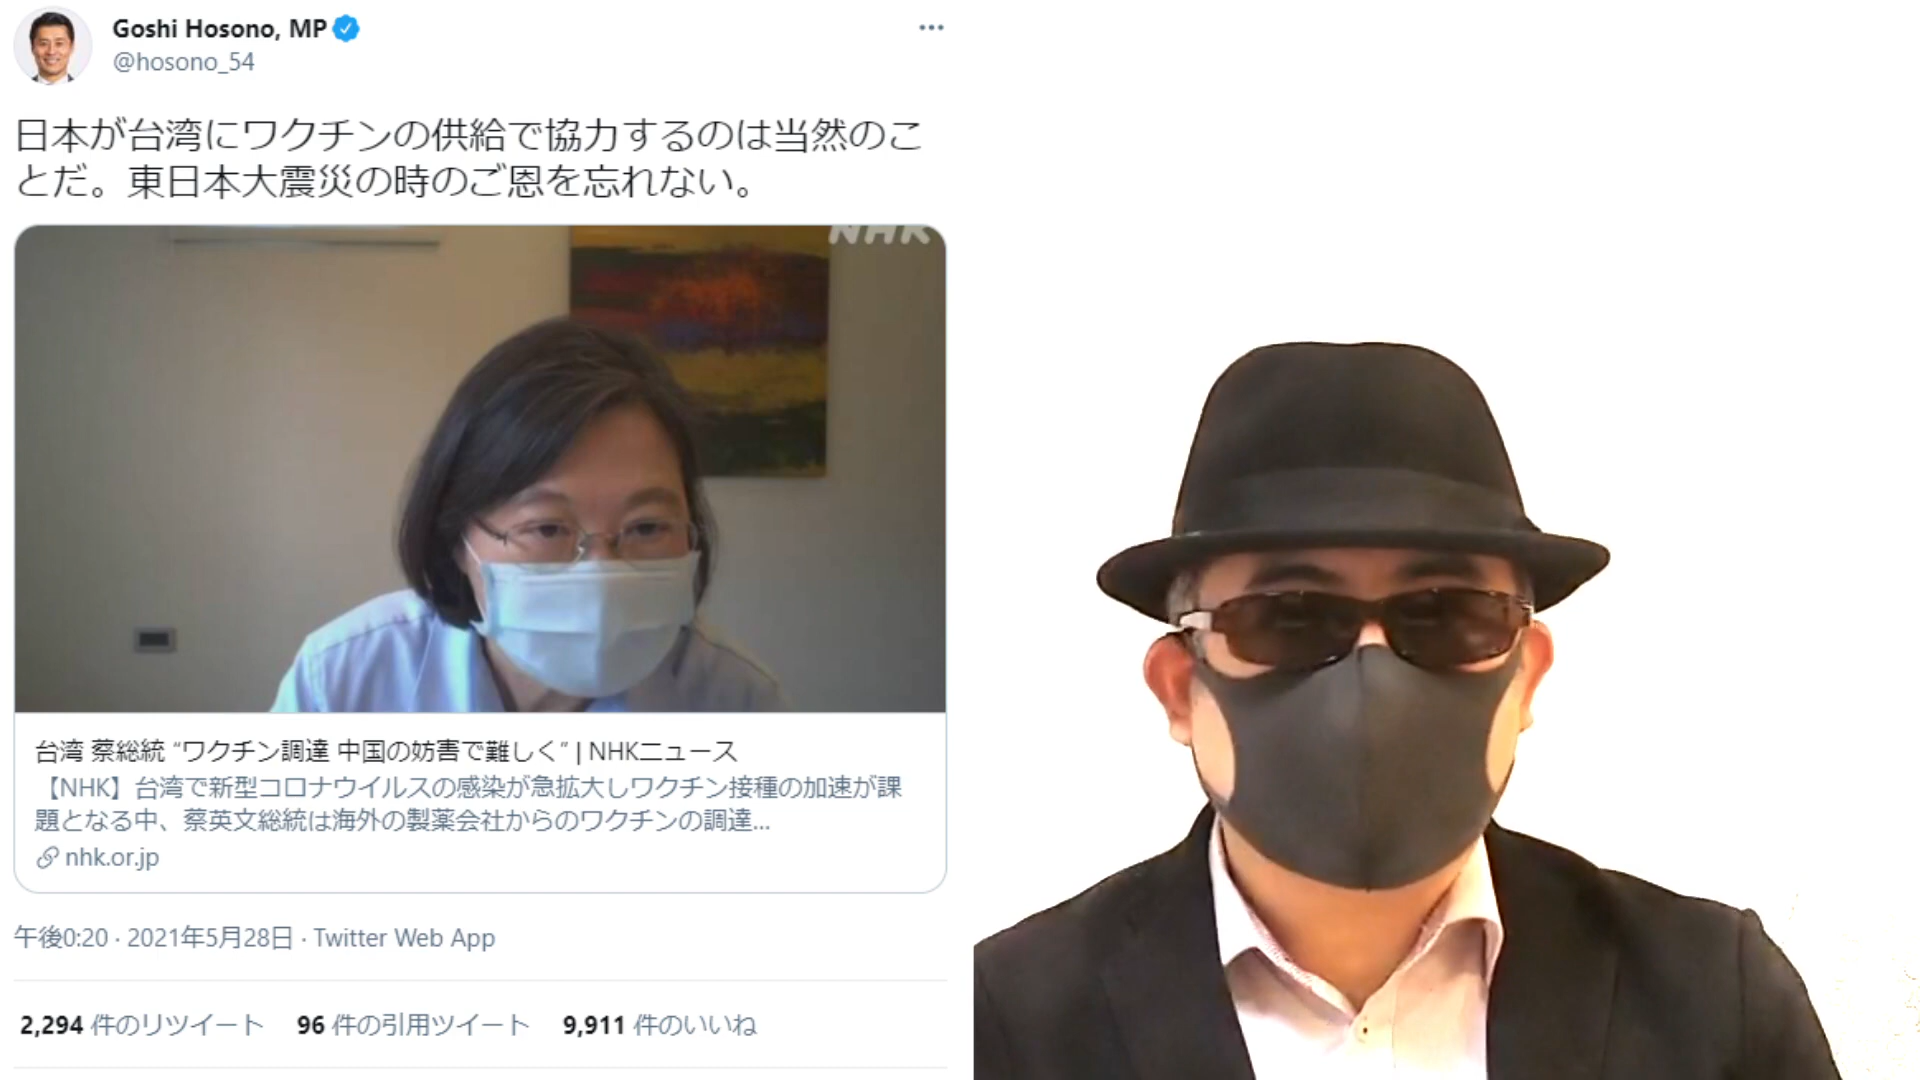 Goshi Hosono, MP
@hosono_54
日本が台湾にワクチンの供給で協力するのは当然のこ
とだ。東日本大震災の時のご恩を忘れない。
NHK
台湾 蔡総統 “ワクチン調達 中国の妨害で難しく” | NHKニュース
【NHK】台湾で新型コロナウイルスの感染が急拡大しワクチン接種の加速が課
題となる中、蔡英文総統は海外の製薬会社からのワクチンの調達...
nhk.or.jp
午後0:20 · 2021年5月28日 · Twitter Web App
2,294 件のリツイート 96 件の引用ツイート 9,911 件のいいね